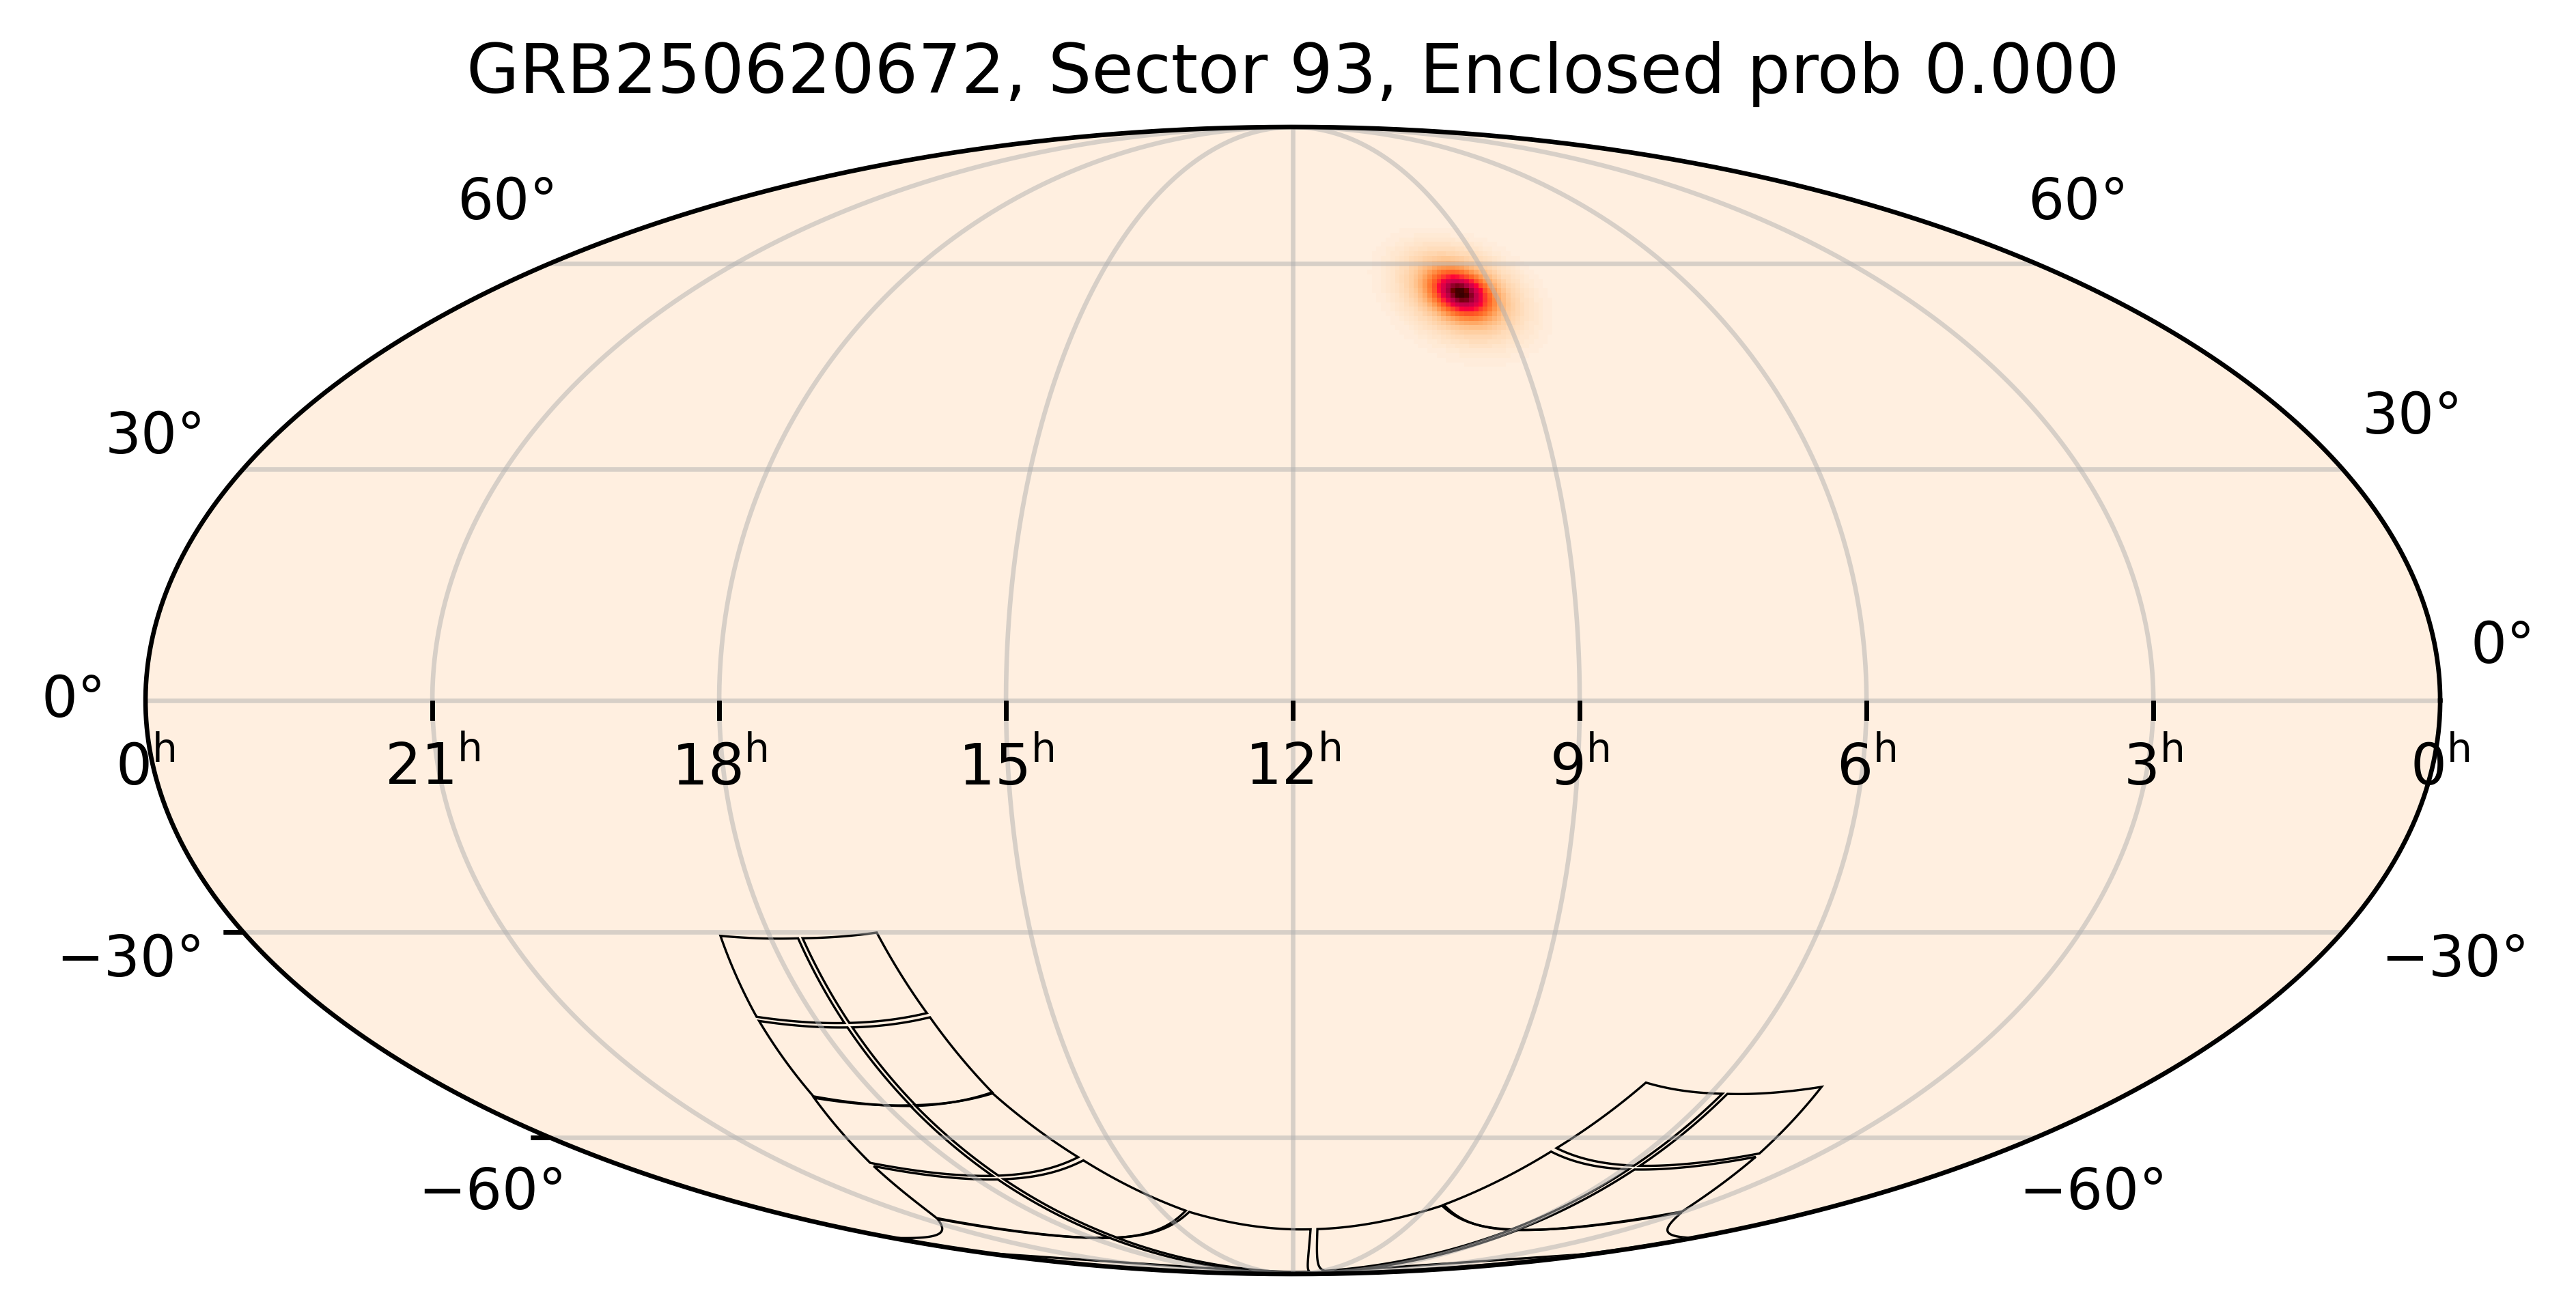 GRB250620672, Sector 93, Enclosed prob 0.000
60° 60°
30° 30°
0° 0°
0ʰ 21ʰ 18ʰ 15ʰ 12ʰ 9ʰ 6ʰ 3ʰ 0ʰ
−30° −30°
−60° −60°